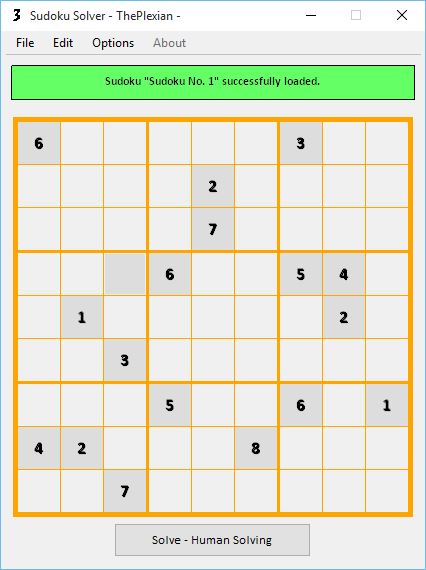 3 Sudoku Solver - ThePlexian -
File Edit Options About
Sudoku "Sudoku No. 1" successfully loaded.
6 3
2
7
6 5 4
1 2
3
5 6 1
4 2 8
7
Solve - Human Solving